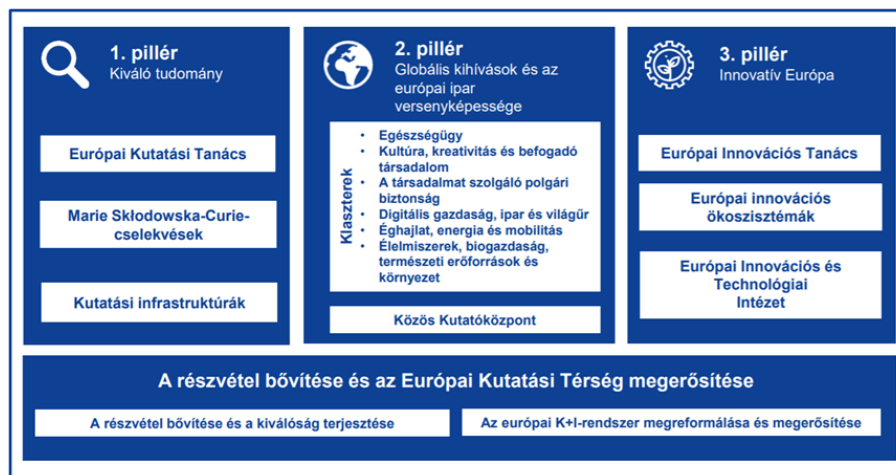 1. pillér
Kiváló tudomány
Európai Kutatási Tanács
Marie Skłodowska-Curie-
cselekvések
Kutatási infrastruktúrák
2. pillér
Globális kihívások és az
európai ipar
versenyképessége
Klaszterek
• Egészségügy
• Kultúra, kreativitás és befogadó
társadalom
• A társadalmat szolgáló polgári
biztonság
• Digitális gazdaság, ipar és világűr
• Éghajlat, energia és mobilitás
• Élelmiszerek, biogazdaság,
természeti erőforrások és
környezet
Közös Kutatóközpont
3. pillér
Innovatív Európa
Európai Innovációs Tanács
Európai innovációs
ökoszisztémák
Európai Innovációs és
Technológiai
Intézet
A részvétel bővítése és az Európai Kutatási Térség megerősítése
A részvétel bővítése és a kiválóság terjesztése
Az európai K+I-rendszer megreformálása és megerősítése